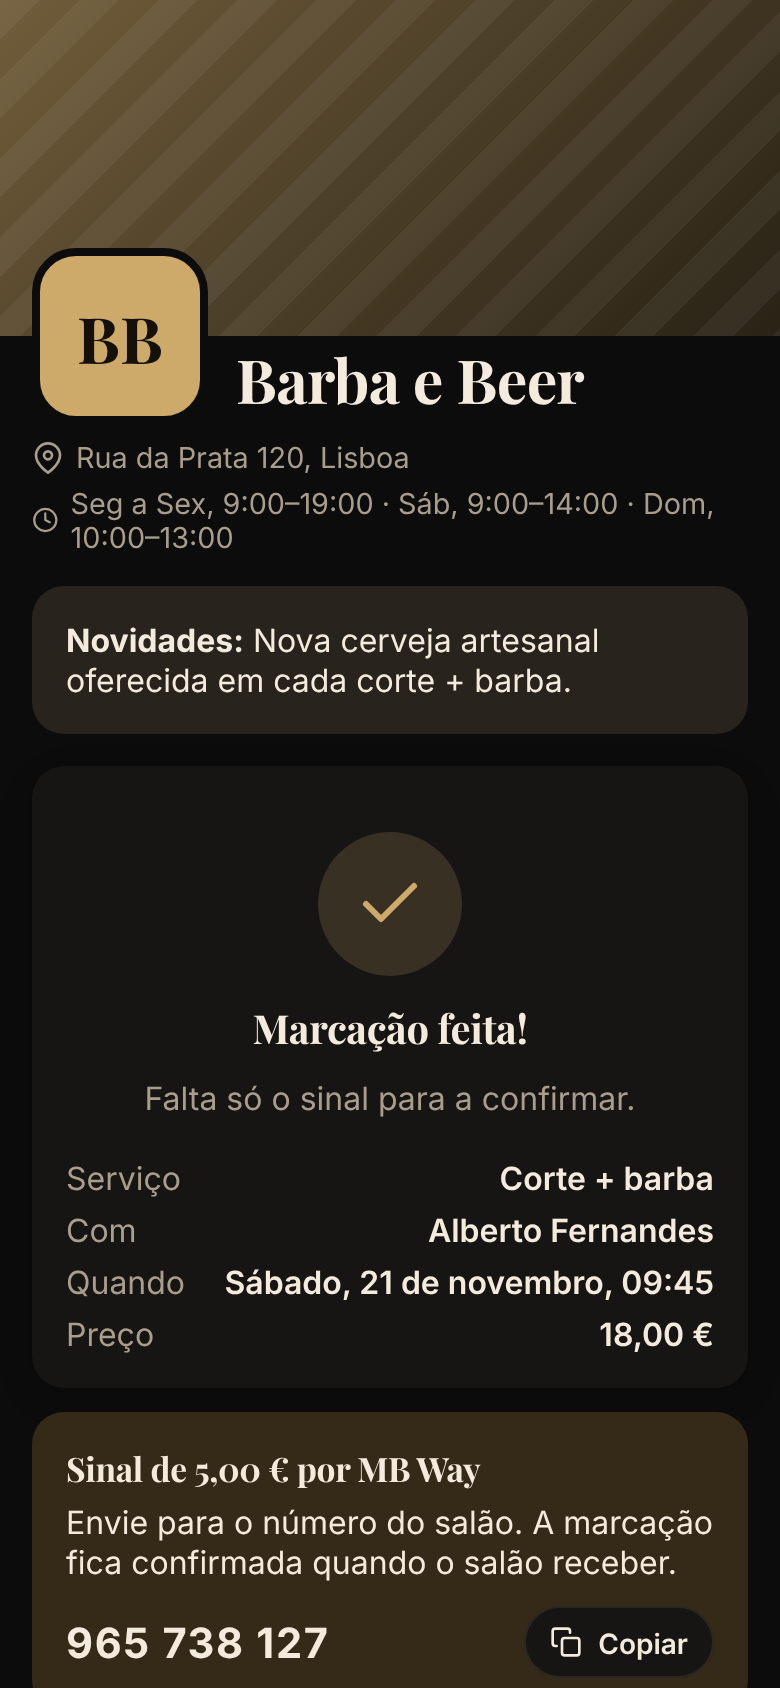 BB
Barba e Beer
Rua da Prata 120, Lisboa
Seg a Sex, 9:00–19:00 · Sáb, 9:00–14:00 · Dom,
10:00–13:00
Novidades: Nova cerveja artesanal
oferecida em cada corte + barba.
Marcação feita!
Falta só o sinal para a confirmar.
Serviço Corte + barba
Com Alberto Fernandes
Quando Sábado, 21 de novembro, 09:45
Preço 18,00 €
Sinal de 5,00 € por MB Way
Envie para o número do salão. A marcação
fica confirmada quando o salão receber.
965 738 127 Copiar